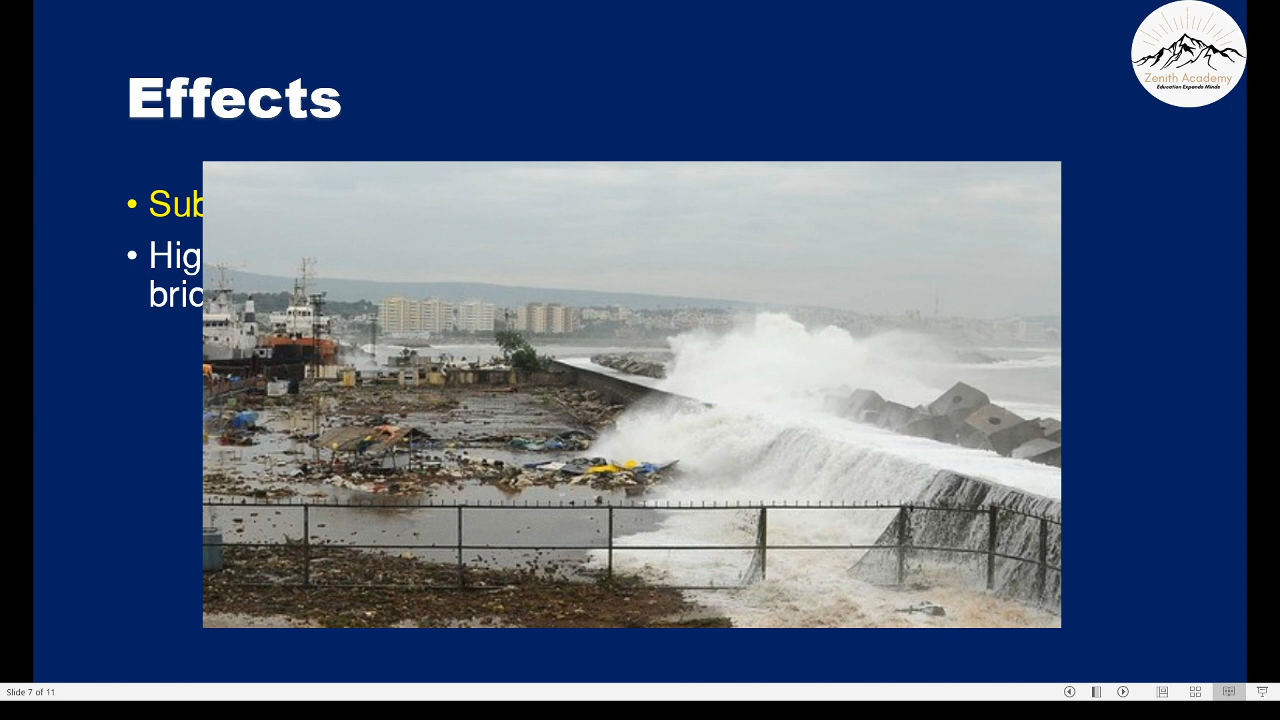 Effects
Zenith Academy
Education Expands Minds
• Sub
• Hig
bric
Slide 7 of 11